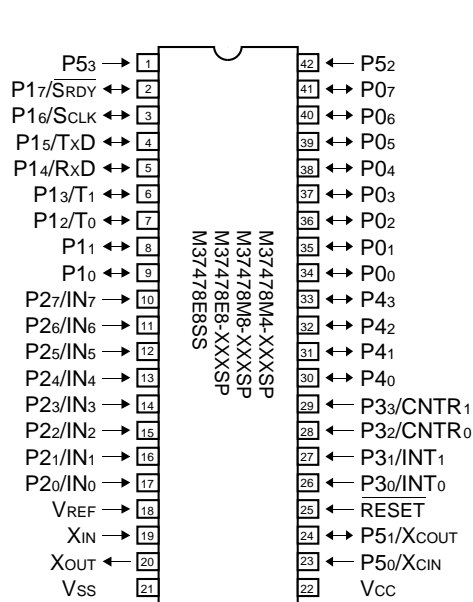 P53 1 42 P52
P17/SRDY 2 41 P07
P16/SCLK 3 40 P06
P15/TXD 4 39 P05
P14/RXD 5 38 P04
P13/T1 6 37 P03
P12/T0 7 36 P02
P11 8 35 P01
P10 9 34 P00
P27/IN7 10 33 P43
P26/IN6 11 32 P42
P25/IN5 12 31 P41
P24/IN4 13 30 P40
P23/IN3 14 29 P33/CNTR1
P22/IN2 15 28 P32/CNTR0
P21/IN1 16 27 P31/INT1
P20/IN0 17 26 P30/INT0
VREF 18 25 RESET
XIN 19 24 P51/XCOUT
XOUT 20 23 P50/XCIN
VSS 21 22 VCC
M37478M4-XXXSP
M37478M8-XXXSP
M37478E8-XXXSP
M37478E8SS